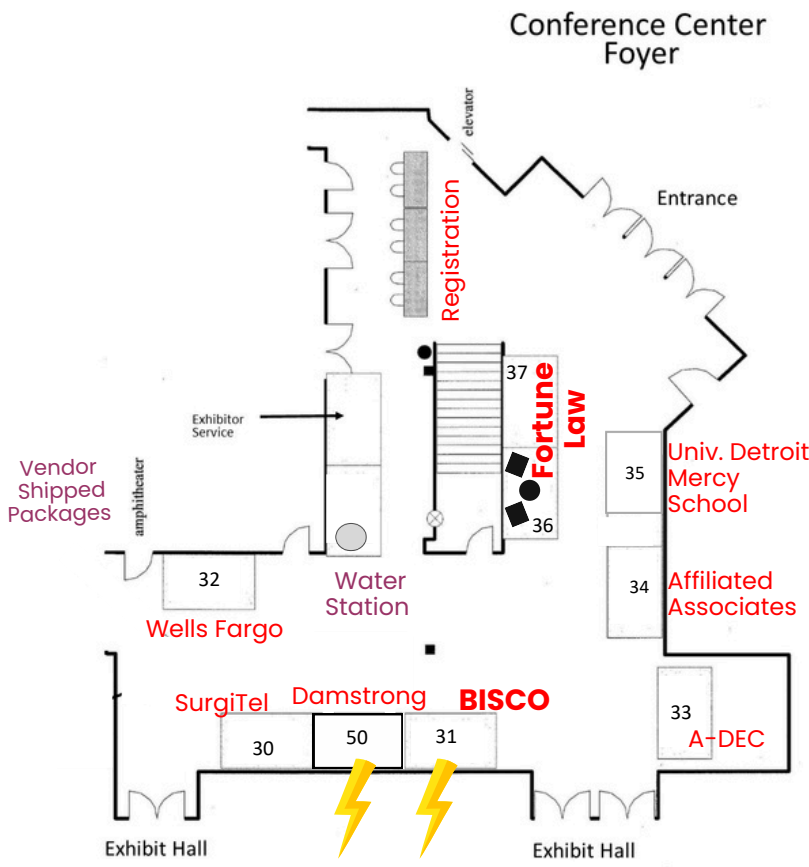 Conference Center
Foyer
elevator
Entrance
Registration
37
Fortune
Law
36
Exhibitor
Service
Vendor
Shipped
Packages
amphitheater
35
Univ. Detroit
Mercy
School
32
Wells Fargo
Water
Station
34
Affiliated
Associates
SurgiTel
Damstrong
BISCO
30
50
31
33
A-DEC
Exhibit Hall
Exhibit Hall